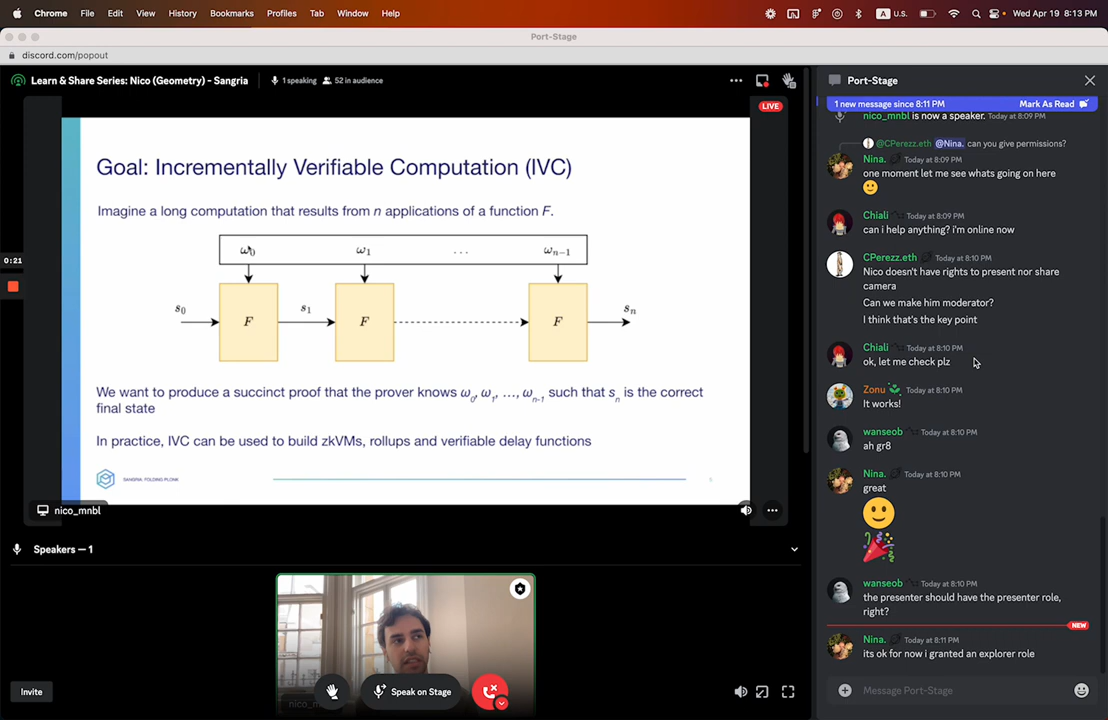 Chrome File Edit View History Bookmarks Profiles Tab Window Help
A U.S. Wed Apr 19 8:13 PM
Port-Stage
discord.com/popout
Learn & Share Series: Nico (Geometry) - Sangria 1 speaking 52 in audience
LIVE
Goal: Incrementally Verifiable Computation (IVC)
Imagine a long computation that results from n applications of a function F.
ω₀ ω₁ ... ωₙ₋₁
s₀ F s₁ F F sₙ
We want to produce a succinct proof that the prover knows ω₀, ω₁, …, ωₙ₋₁ such that sₙ is the correct
final state
In practice, IVC can be used to build zkVMs, rollups and verifiable delay functions
SANGRIA: FOLDING PLONK
nico_mnbl
0:21
Speakers — 1
Invite
Speak on Stage
Port-Stage
1 new message since 8:11 PM Mark As Read
nico_mnbl is now a speaker. Today at 8:09 PM
@CPerezz.eth @Nina. can you give permissions?
Nina. Today at 8:09 PM
one moment let me see whats going on here
Chiali Today at 8:09 PM
can i help anything? i'm online now
CPerezz.eth Today at 8:10 PM
Nico doesn't have rights to present nor share
camera
Can we make him moderator?
I think that's the key point
Chiali Today at 8:10 PM
ok, let me check plz
Zonu Today at 8:10 PM
It works!
wanseob Today at 8:10 PM
ah gr8
Nina. Today at 8:10 PM
great
wanseob Today at 8:10 PM
the presenter should have the presenter role,
right?
NEW
Nina. Today at 8:11 PM
its ok for now i granted an explorer role
Message Port-Stage